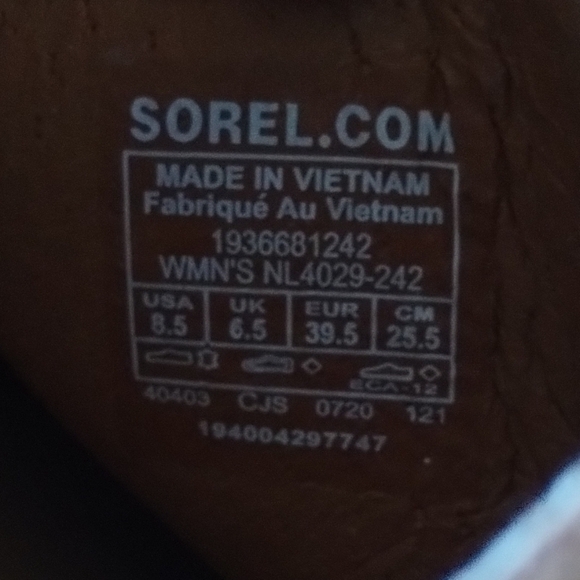 SOREL.COM
MADE IN VIETNAM
Fabriqué Au Vietnam
1936681242
WMN'S NL4029-242
USA UK EUR CM
8.5 6.5 39.5 25.5
ECA-12
40403 CJS 0720 121
194004297747